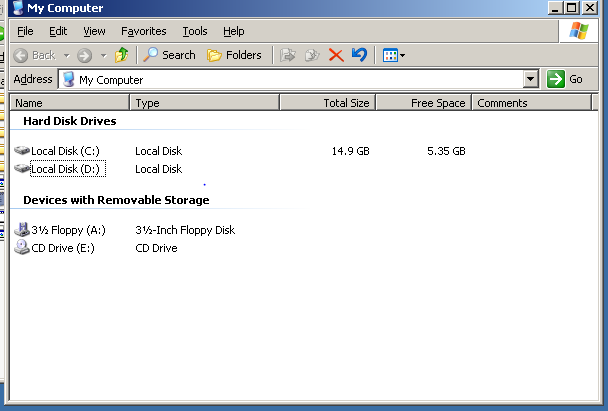 My Computer
File Edit View Favorites Tools Help
Back Search Folders
Address My Computer Go
Name Type Total Size Free Space Comments
Hard Disk Drives
Local Disk (C:) Local Disk 14.9 GB 5.35 GB
Local Disk (D:) Local Disk
Devices with Removable Storage
3½ Floppy (A:) 3½-Inch Floppy Disk
CD Drive (E:) CD Drive